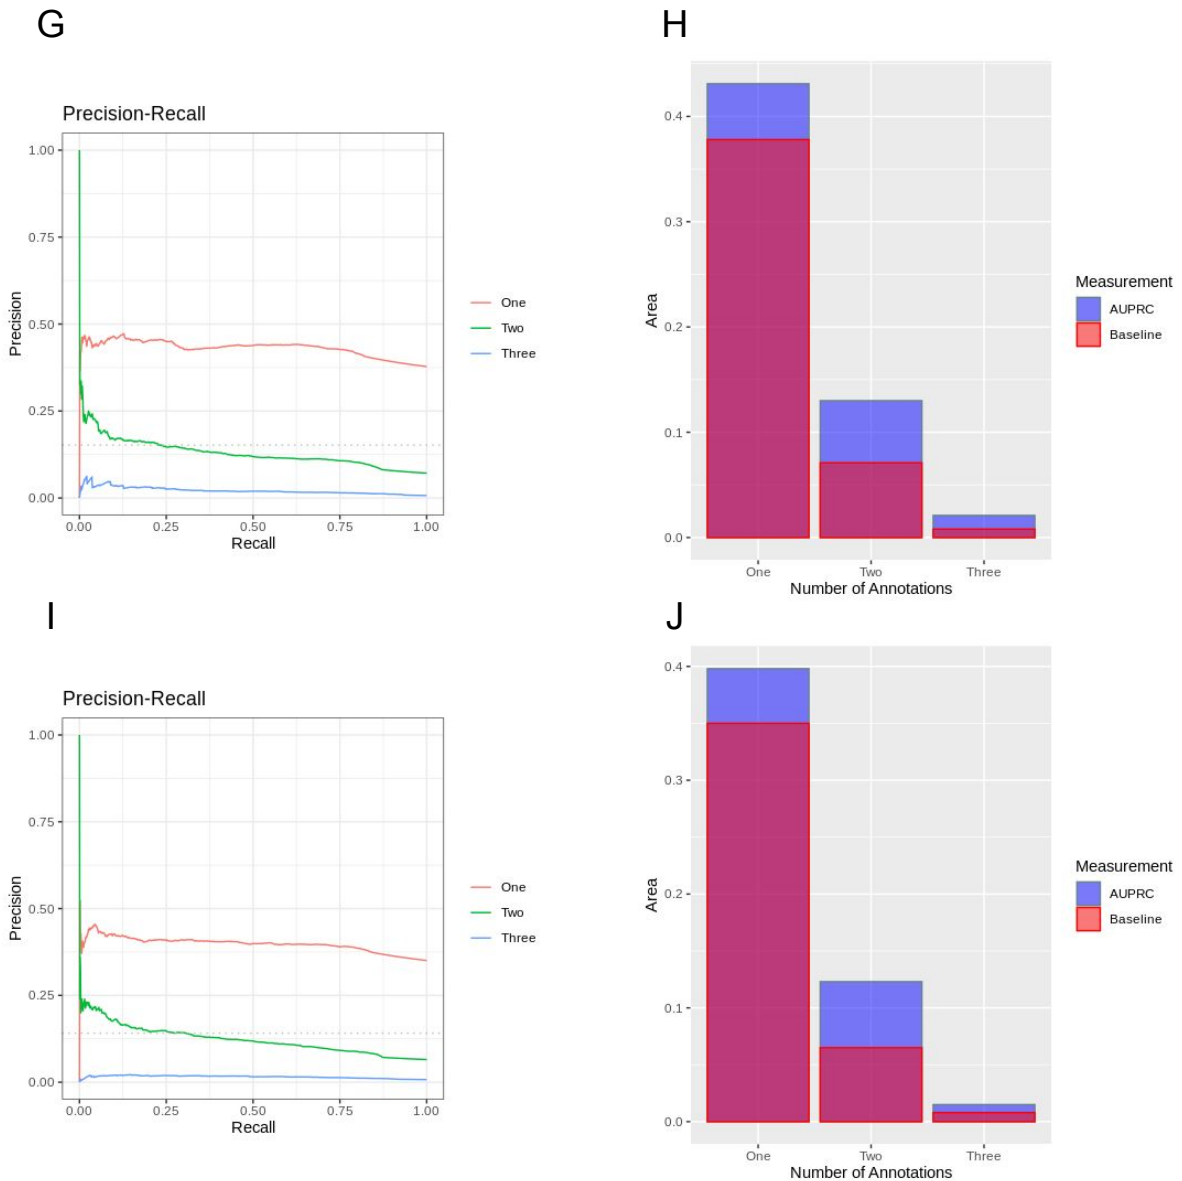 G
Precision-Recall
1.00
0.75
0.50
0.25
0.00
Precision
0.00 0.25 0.50 0.75 1.00
Recall
One
Two
Three
H
0.4
0.3
0.2
0.1
0.0
Area
One Two Three
Number of Annotations
Measurement
AUPRC
Baseline
I
Precision-Recall
1.00
0.75
0.50
0.25
0.00
Precision
0.00 0.25 0.50 0.75 1.00
Recall
One
Two
Three
J
0.4
0.3
0.2
0.1
0.0
Area
One Two Three
Number of Annotations
Measurement
AUPRC
Baseline